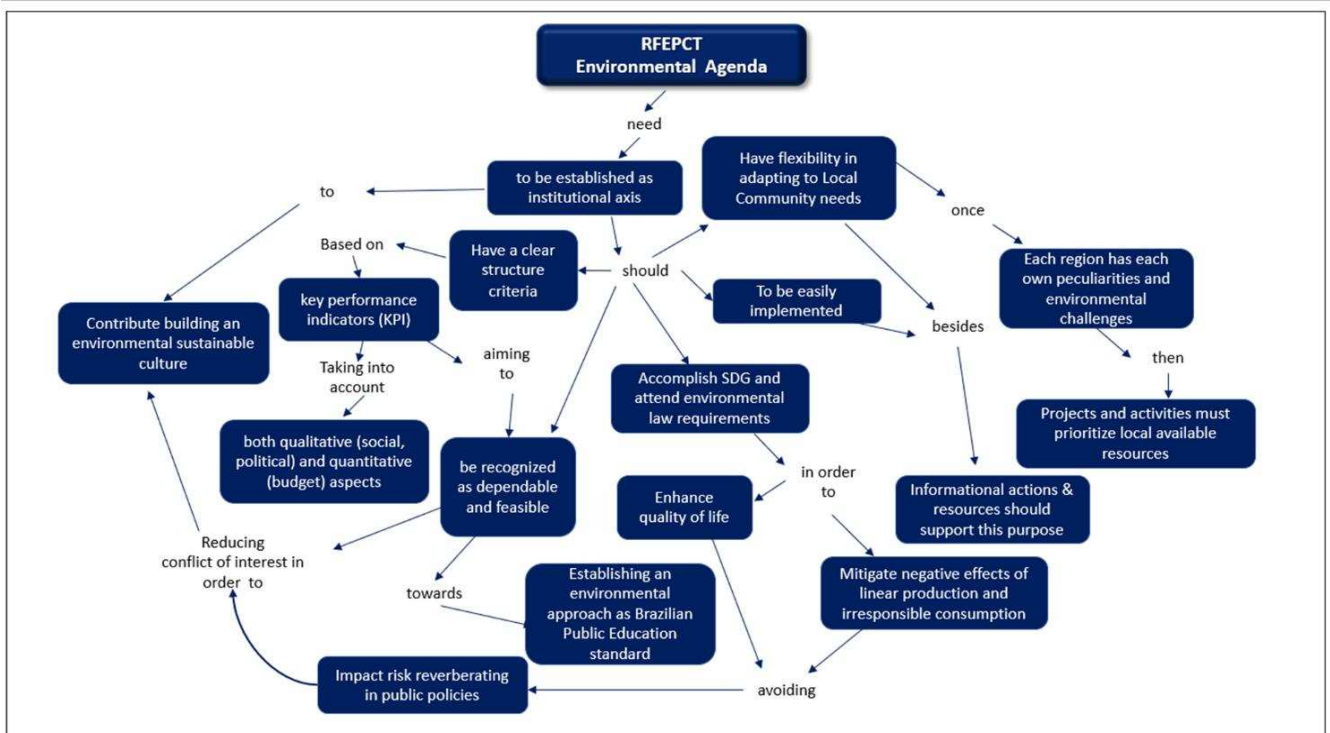 RFEPCT
Environmental Agenda
need
to be established as
institutional axis
to
Have flexibility in
adapting to Local
Community needs
once
Based on
Have a clear
structure
criteria
should
Each region has each
own peculiarities and
environmental
challenges
key performance
indicators (KPI)
To be easily
implemented
besides
Contribute building an
environmental sustainable
culture
Taking into
account
aiming
to
then
Accomplish SDG and
attend environmental
law requirements
Projects and activities must
prioritize local available
resources
both qualitative (social,
political) and quantitative
(budget) aspects
be recognized
as dependable
and feasible
in order
to
Enhance
quality of life
Informational actions &
resources should
support this purpose
Reducing
conflict of interest in
order to
towards
Establishing an
environmental
approach as Brazilian
Public Education
standard
Mitigate negative effects of
linear production and
irresponsible consumption
Impact risk reverberating
in public policies
avoiding